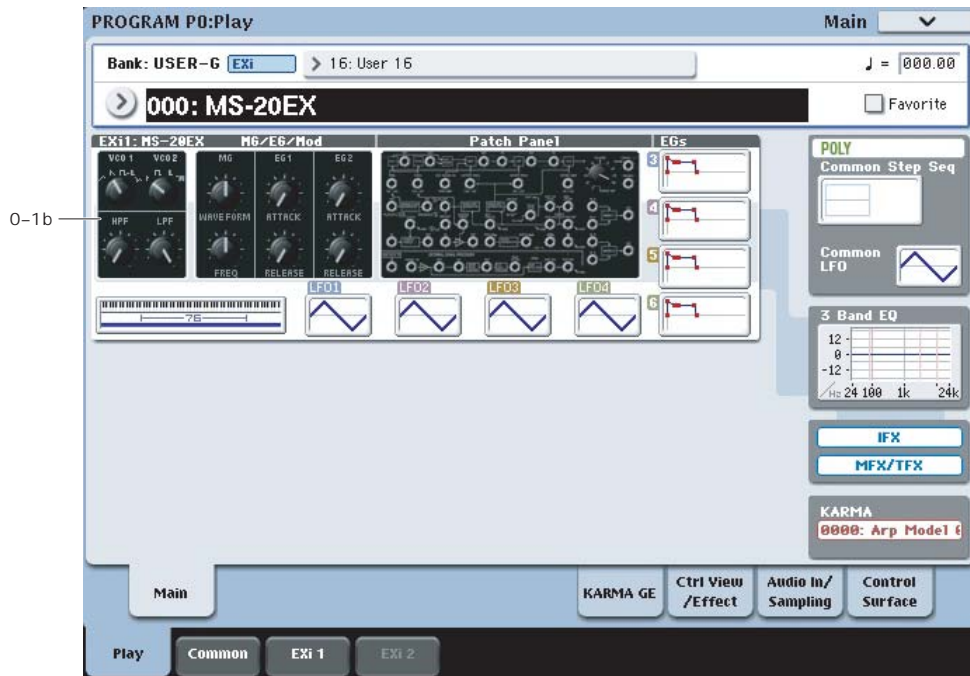 PROGRAM P0:Play
Main
Bank: USER-G EXi
16: User 16
♩ = 000.00
000: MS-20EX
Favorite
EXi1: MS-20EX MG/EG/Mod Patch Panel EGs
VCO 1 VCO 2 MG EG 1 EG 2
HPF LPF WAVEFORM ATTACK ATTACK
FREQ RELEASE RELEASE
3
4
5
6
LFO1 LFO2 LFO3 LFO4
76
0-1b
POLY
Common Step Seq
Common
LFO
3 Band EQ
12
0
-12
Hz 24 100 1k 24k
IFX
MFX/TFX
KARMA
0000: Arp Model
Main
KARMA GE
Ctrl View
/Effect
Audio In/
Sampling
Control
Surface
Play Common EXi 1 EXi 2